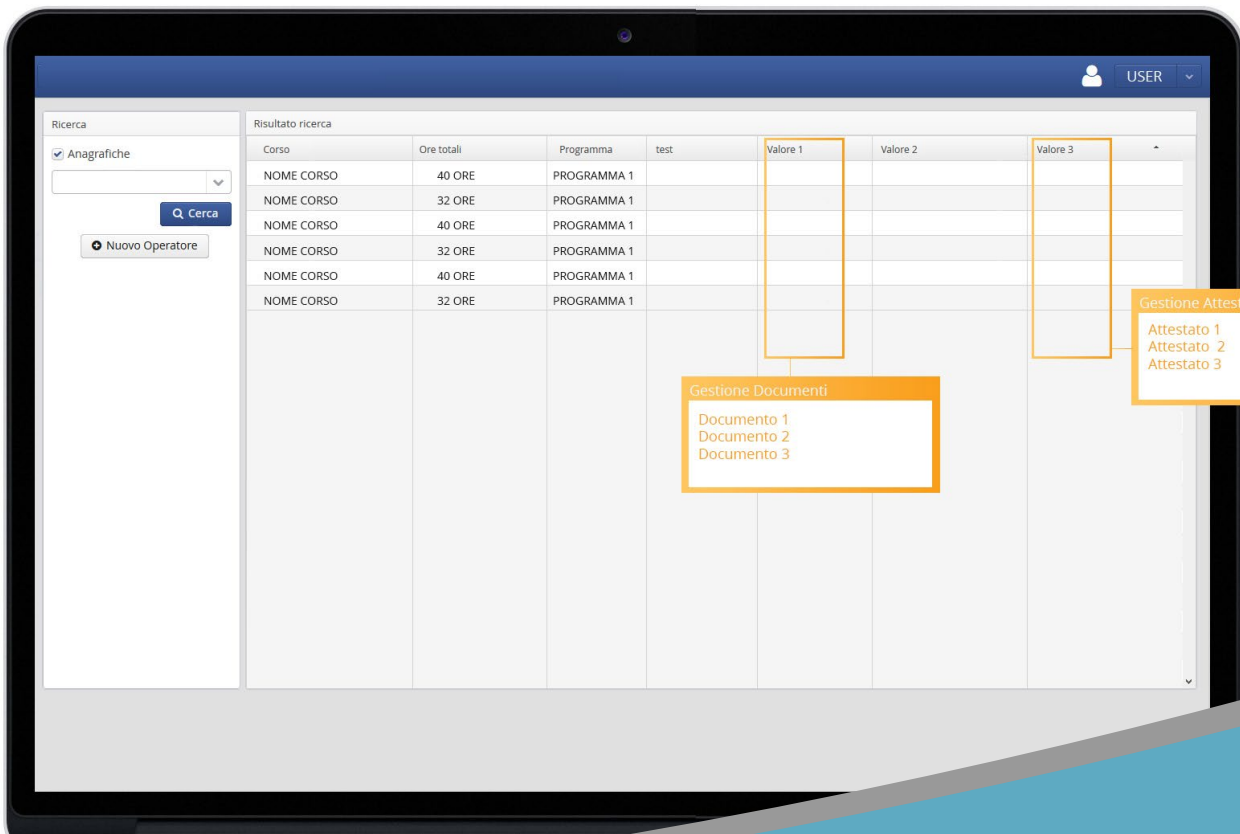 USER
Ricerca
Anagrafiche
Cerca
Nuovo Operatore
Risultato ricerca
Corso Ore totali Programma test Valore 1 Valore 2 Valore 3
NOME CORSO 40 ORE PROGRAMMA 1
NOME CORSO 32 ORE PROGRAMMA 1
NOME CORSO 40 ORE PROGRAMMA 1
NOME CORSO 32 ORE PROGRAMMA 1
NOME CORSO 40 ORE PROGRAMMA 1
NOME CORSO 32 ORE PROGRAMMA 1
Gestione Documenti
Documento 1
Documento 2
Documento 3
Gestione
Attestato 1
Attestato 2
Attestato 3